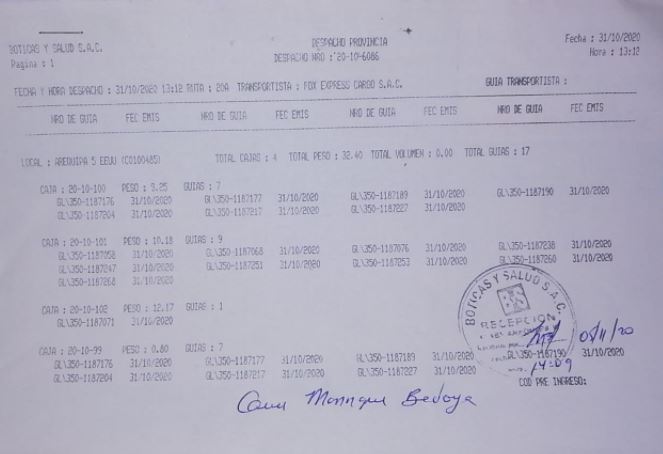 DESPACHO PROVINCIA
Fecha : 31/10/2020
BOTICAS Y SALUD S.A.C.
DESPACHO NRO : 20-10-6086
Hora : 13:12
Pagina : 1
FECHA Y HORA DESPACHO : 31/10/2020 13:12 RUTA : 20A TRANSPORTISTA : FOX EXPRESS CARGO S.A.C. GUIA TRANSPORTISTA :
NRO DE GUIA FEC EMIS NRO DE GUIA FEC EMIS NRO DE GUIA FEC EMIS NRO DE GUIA FEC EMIS
LOCAL : AREQUIPA 5 EEUU (C0100485) TOTAL CAJAS : 4 TOTAL PESO : 32.40 TOTAL VOLUMEN : 0.00 TOTAL GUIAS : 17
CAJA : 20-10-100 PESO : 9.25 GUIAS : 7
GL\350-1187176 31/10/2020 GL\350-1187177 31/10/2020 GL\350-1187189 31/10/2020 GL\350-1187190 31/10/2020
GL\350-1187204 31/10/2020 GL\350-1187217 31/10/2020 GL\350-1187227 31/10/2020
CAJA : 20-10-101 PESO : 10.18 GUIAS : 9
GL\350-1187058 31/10/2020 GL\350-1187068 31/10/2020 GL\350-1187076 31/10/2020 GL\350-1187238 31/10/2020
GL\350-1187247 31/10/2020 GL\350-1187251 31/10/2020 GL\350-1187253 31/10/2020 GL\350-1187260 31/10/2020
GL\350-1187268 31/10/2020
CAJA : 20-10-102 PESO : 12.17 GUIAS : 1
GL\350-1187071 31/10/2020
CAJA : 20-10-99 PESO : 0.80 GUIAS : 7
GL\350-1187176 31/10/2020 GL\350-1187177 31/10/2020 GL\350-1187189 31/10/2020 GL\350-1187190 31/10/2020
GL\350-1187204 31/10/2020 GL\350-1187217 31/10/2020 GL\350-1187227 31/10/2020
COD PRE INGRESO:
BOTICAS Y SALUD S.A.C.
RECEPCION
05/11/20
14:09
Manrique Bedoya